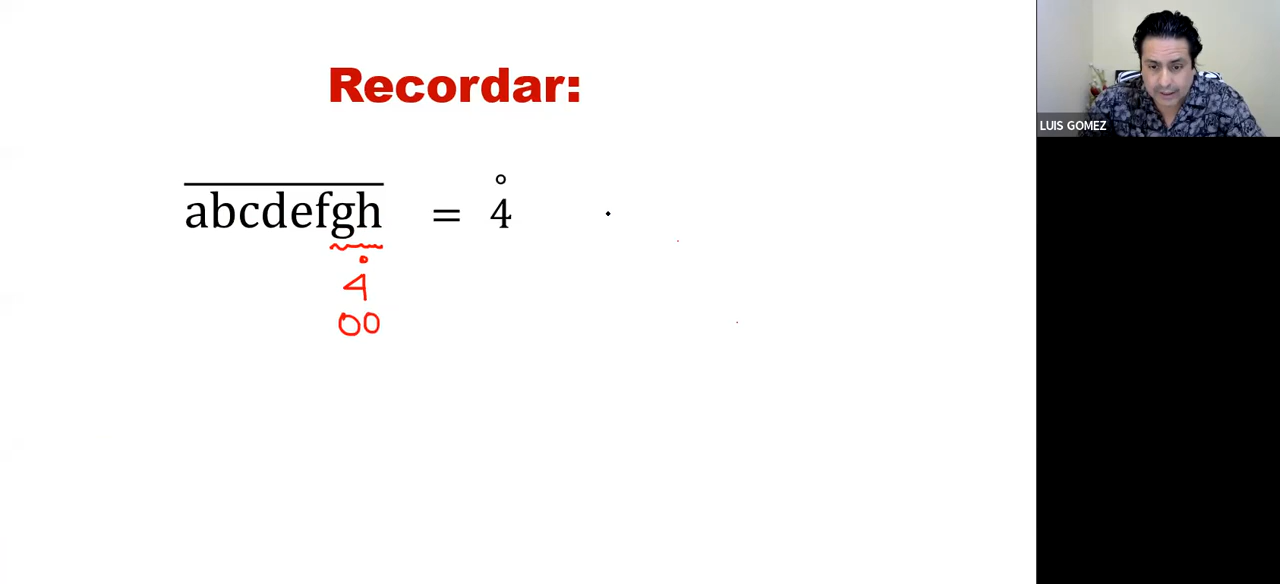 Recordar:
LUIS GOMEZ
abcdefgh = 4̊
4̊
00